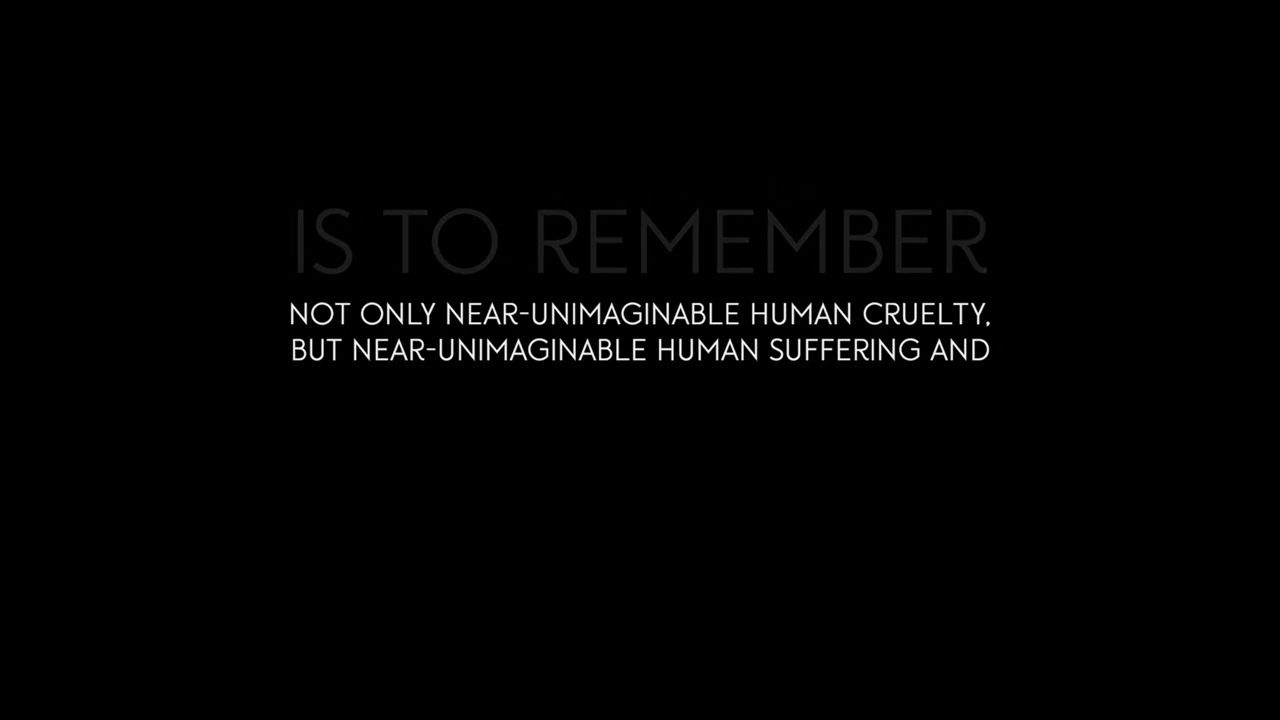 IS TO REMEMBER
NOT ONLY NEAR-UNIMAGINABLE HUMAN CRUELTY,
BUT NEAR-UNIMAGINABLE HUMAN SUFFERING AND